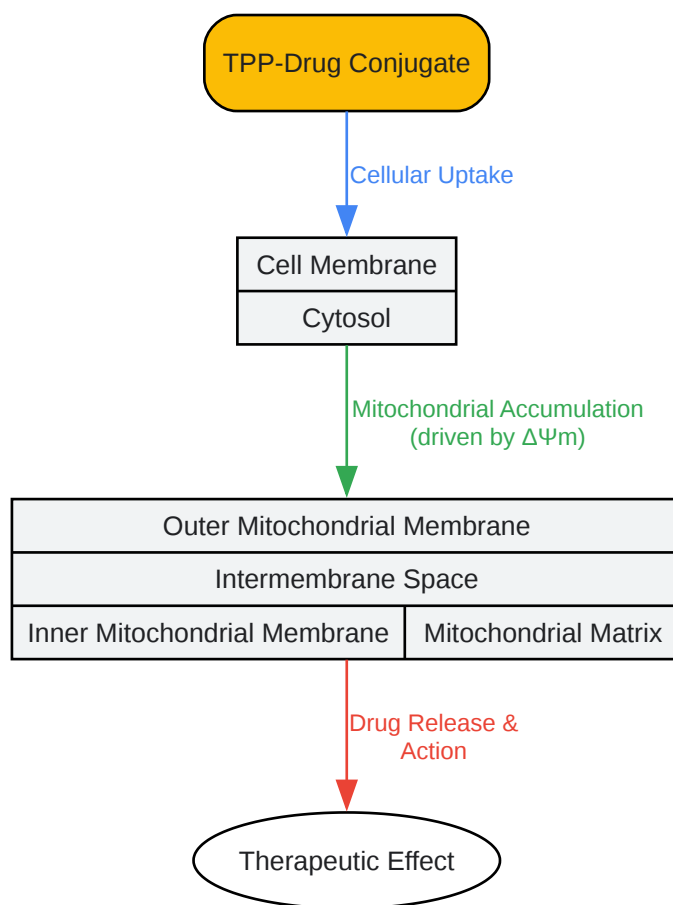 TPP-Drug Conjugate
Cellular Uptake
Cell Membrane
Cytosol
Mitochondrial Accumulation
(driven by ΔΨm)
Outer Mitochondrial Membrane
Intermembrane Space
Inner Mitochondrial Membrane
Mitochondrial Matrix
Drug Release &
Action
Therapeutic Effect